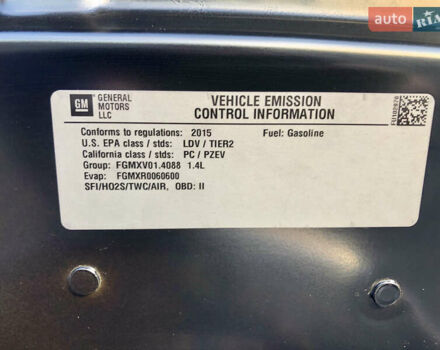 auto RIA
GM GENERAL MOTORS LLC
VEHICLE EMISSION
CONTROL INFORMATION
Conforms to regulations: 2015 Fuel: Gasoline
U.S. EPA class / stds: LDV / TIER2
California class / stds: PC / PZEV
Group: FGMXV01.4088 1.4L
Evap: FGMXR0060600
SFI/HO2S/TWC/AIR, OBD: II